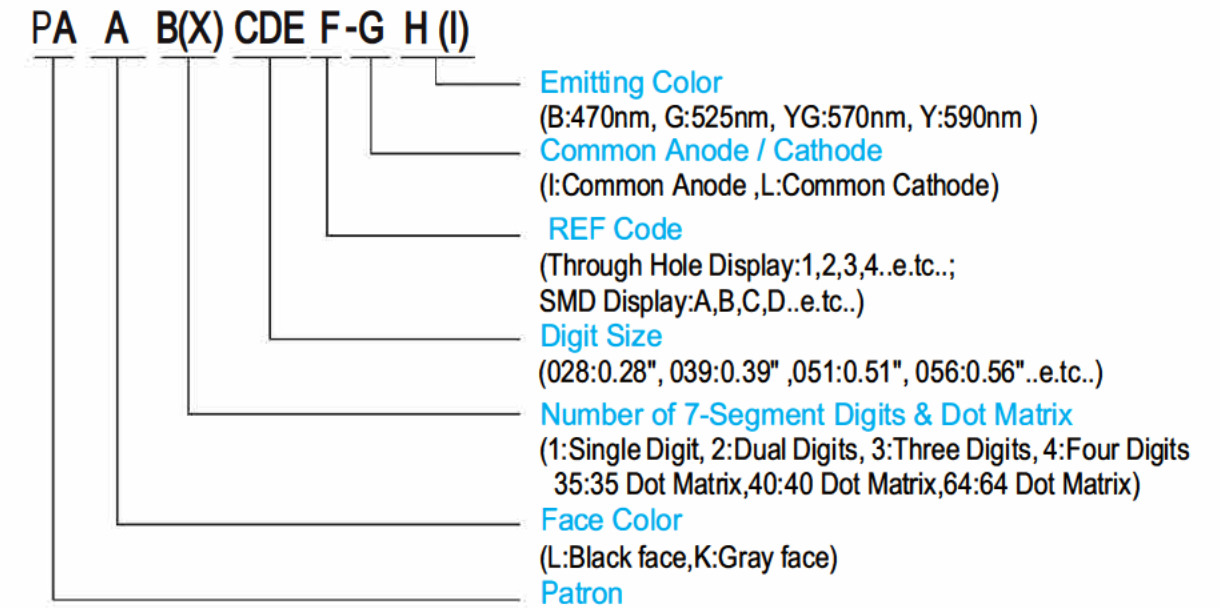 PA A B(X) CDE F-G H (I)
Emitting Color
(B:470nm, G:525nm, YG:570nm, Y:590nm )
Common Anode / Cathode
(I:Common Anode ,L:Common Cathode)
REF Code
(Through Hole Display:1,2,3,4..e.tc..;
SMD Display:A,B,C,D..e.tc..)
Digit Size
(028:0.28", 039:0.39" ,051:0.51", 056:0.56"..e.tc..)
Number of 7-Segment Digits & Dot Matrix
(1:Single Digit, 2:Dual Digits, 3:Three Digits, 4:Four Digits
35:35 Dot Matrix,40:40 Dot Matrix,64:64 Dot Matrix)
Face Color
(L:Black face,K:Gray face)
Patron